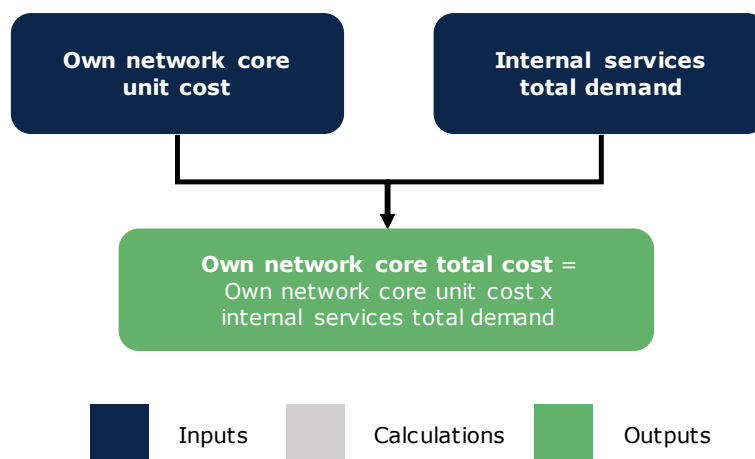 Own network core
unit cost
Internal services
total demand
Own network core total cost =
Own network core unit cost x
internal services total demand
Inputs
Calculations
Outputs